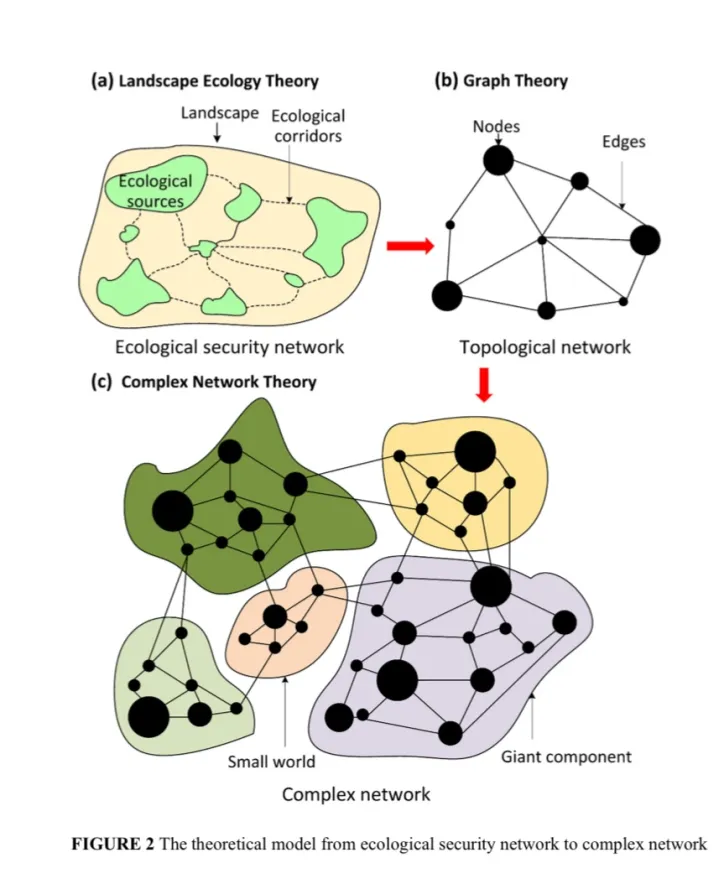 (a) Landscape Ecology Theory
Landscape
Ecological
corridors
Ecological
sources
Ecological security network
(b) Graph Theory
Nodes
Edges
Topological network
(c) Complex Network Theory
Small world
Giant component
Complex network
FIGURE 2 The theoretical model from ecological security network to complex network